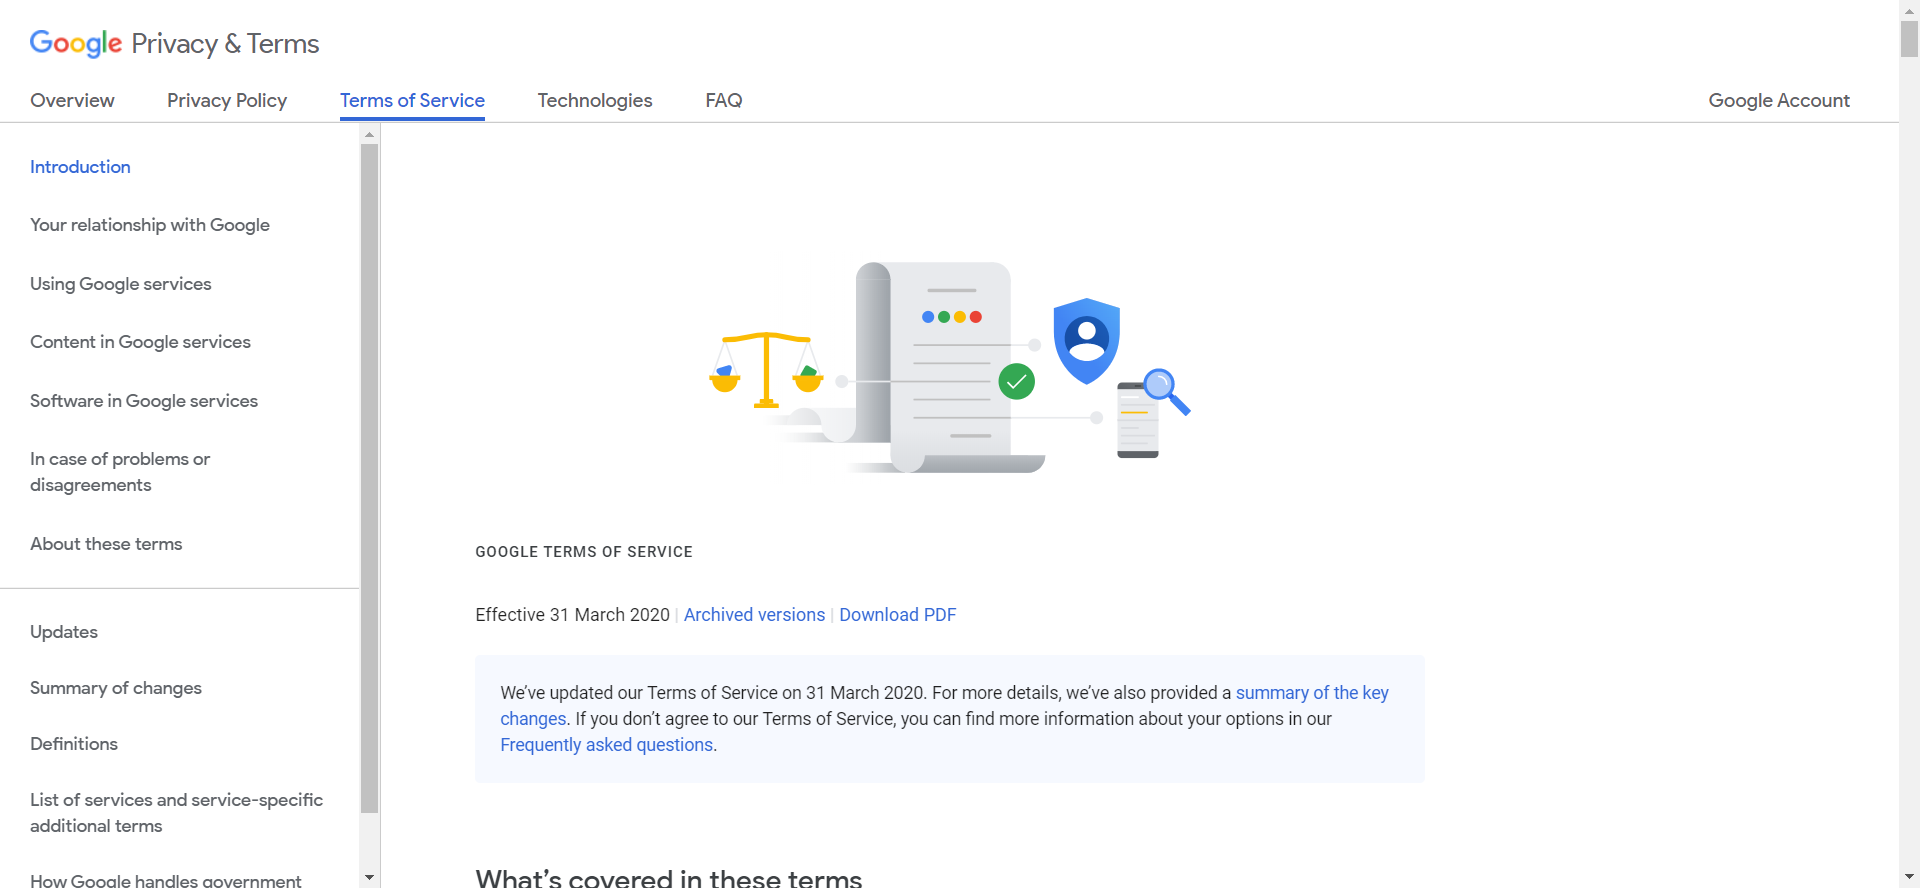 Google Privacy & Terms
Overview
Privacy Policy
Terms of Service
Technologies
FAQ
Google Account
Introduction
Your relationship with Google
Using Google services
Content in Google services
Software in Google services
In case of problems or
disagreements
About these terms
Updates
Summary of changes
Definitions
List of services and service-specific
additional terms
How Google handles government
GOOGLE TERMS OF SERVICE
Effective 31 March 2020 | Archived versions | Download PDF
We’ve updated our Terms of Service on 31 March 2020. For more details, we’ve also provided a summary of the key
changes. If you don’t agree to our Terms of Service, you can find more information about your options in our
Frequently asked questions.
What’s covered in these terms